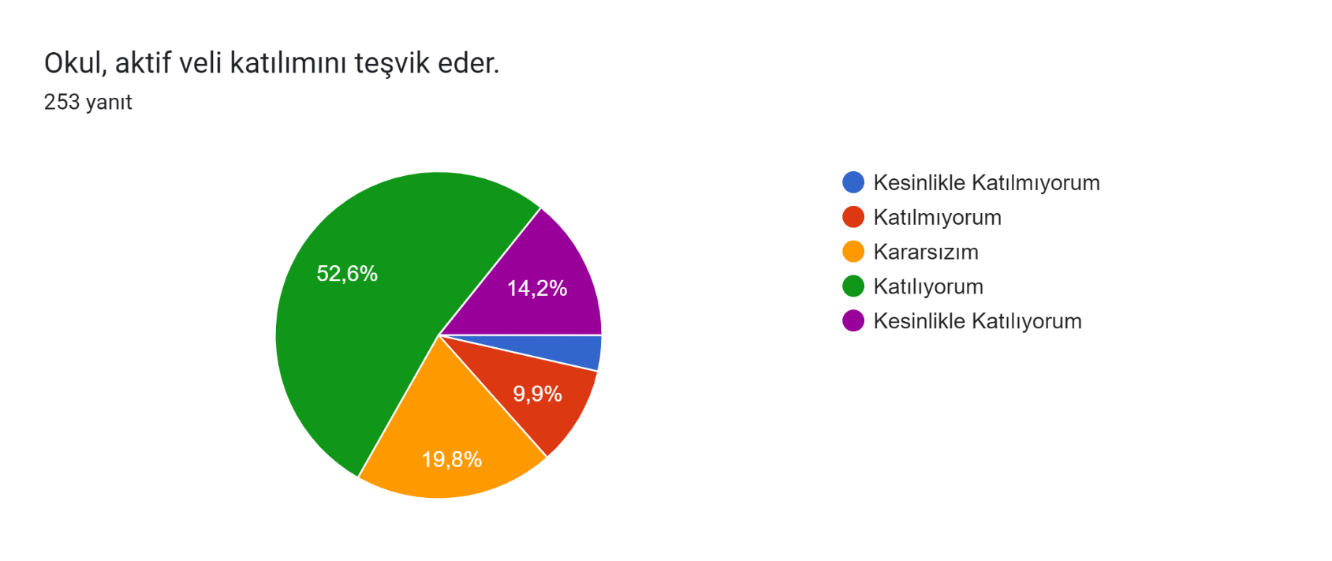 Okul, aktif veli katılımını teşvik eder.
253 yanıt
52,6%
14,2%
9,9%
19,8%
Kesinlikle Katılmıyorum
Katılmıyorum
Kararsızım
Katılıyorum
Kesinlikle Katılıyorum